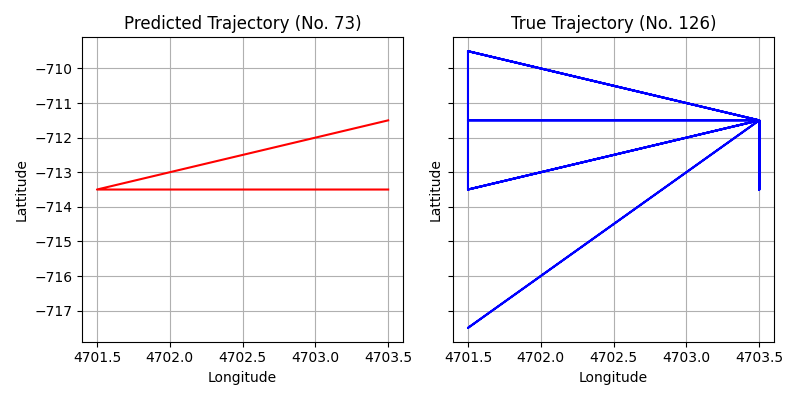 Predicted Trajectory (No. 73)
True Trajectory (No. 126)
Lattitude
−710
−711
−712
−713
−714
−715
−716
−717
4701.5 4702.0 4702.5 4703.0 4703.5
Longitude
Lattitude
4701.5 4702.0 4702.5 4703.0 4703.5
Longitude